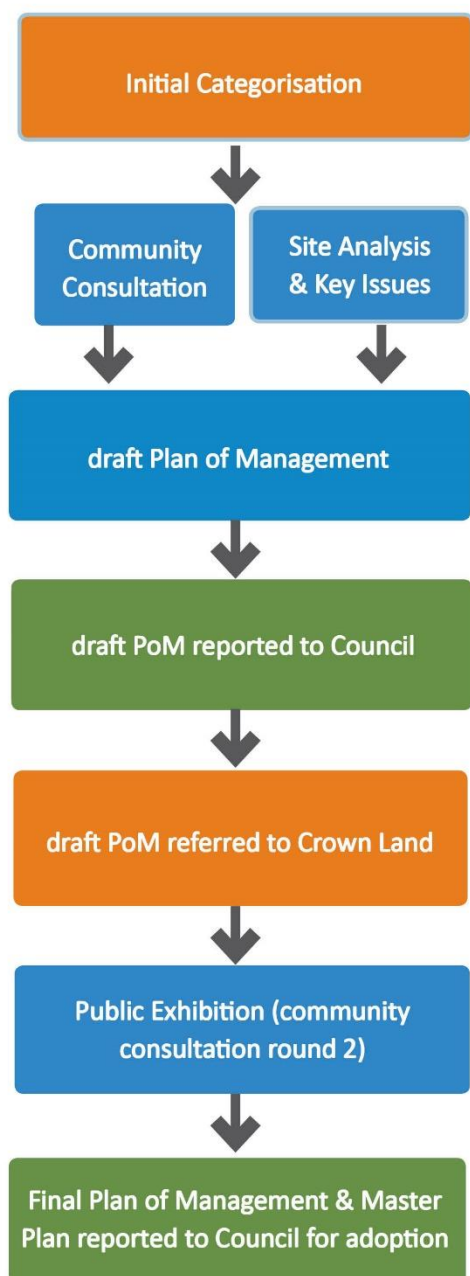 Initial Categorisation
Community
Consultation
Site Analysis
& Key Issues
draft Plan of Management
draft PoM reported to Council
draft PoM referred to Crown Land
Public Exhibition (community
consultation round 2)
Final Plan of Management & Master
Plan reported to Council for adoption